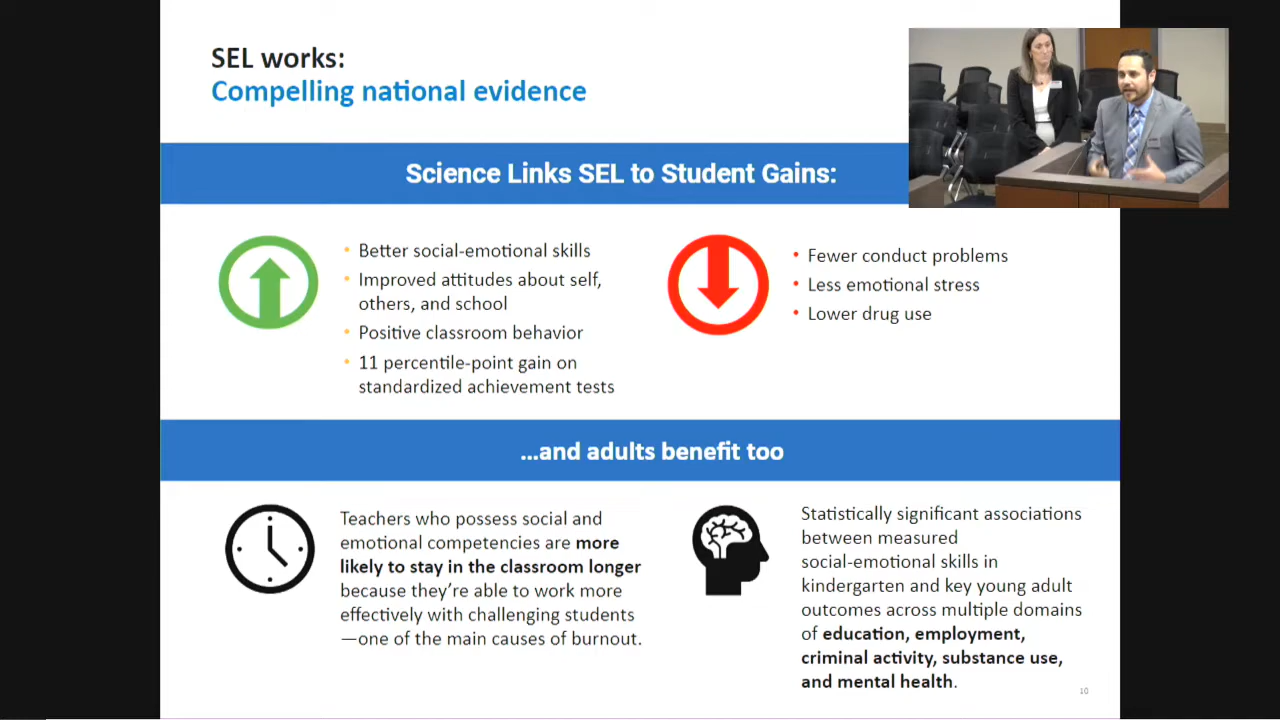 SEL works:
Compelling national evidence
Science Links SEL to Student Gains:
• Better social-emotional skills
• Improved attitudes about self,
others, and school
• Positive classroom behavior
• 11 percentile-point gain on
standardized achievement tests
• Fewer conduct problems
• Less emotional stress
• Lower drug use
...and adults benefit too
Teachers who possess social and
emotional competencies are more
likely to stay in the classroom longer
because they're able to work more
effectively with challenging students
—one of the main causes of burnout.
Statistically significant associations
between measured
social-emotional skills in
kindergarten and key young adult
outcomes across multiple domains
of education, employment,
criminal activity, substance use,
and mental health.
10